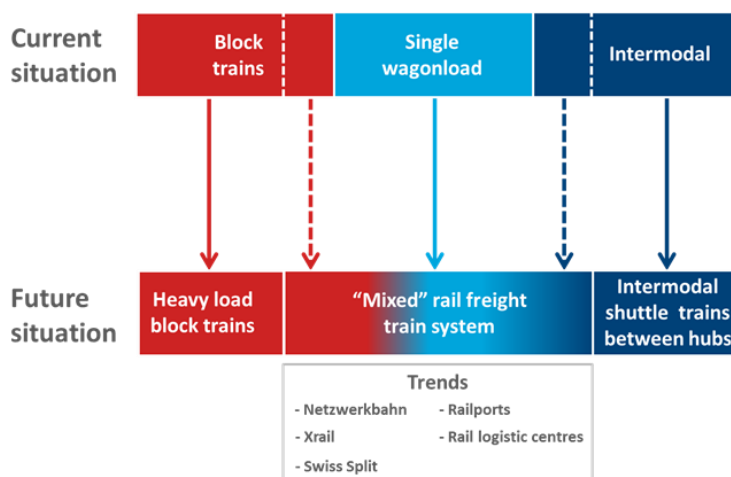 Current
situation
Block
trains
Single
wagonload
Intermodal
Future
situation
Heavy load
block trains
“Mixed” rail freight
train system
Intermodal
shuttle trains
between hubs
Trends
- Netzwerkbahn
- Xrail
- Swiss Split
- Railports
- Rail logistic centres